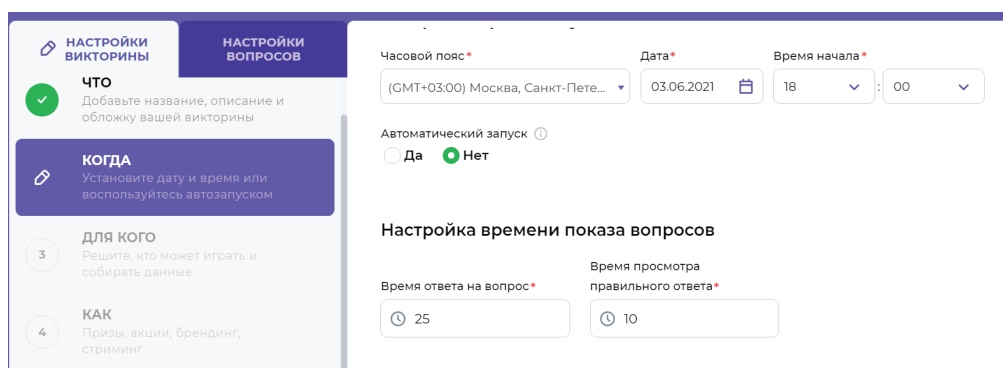 НАСТРОЙКИ
ВИКТОРИНЫ
НАСТРОЙКИ
ВОПРОСОВ
ЧТО
Добавьте название, описание и
обложку вашей викторины
КОГДА
Установите дату и время или
воспользуйтесь автозапуском
3
ДЛЯ КОГО
Решите, кто может играть и
собирать данные
4
КАК
Призы, акции, брендинг,
стриминг
Часовой пояс* Дата* Время начала*
(GMT+03:00) Москва, Санкт-Пете... 03.06.2021 18 : 00
Автоматический запуск
Да Нет
Настройка времени показа вопросов
Время ответа на вопрос*
Время просмотра
правильного ответа*
25 10